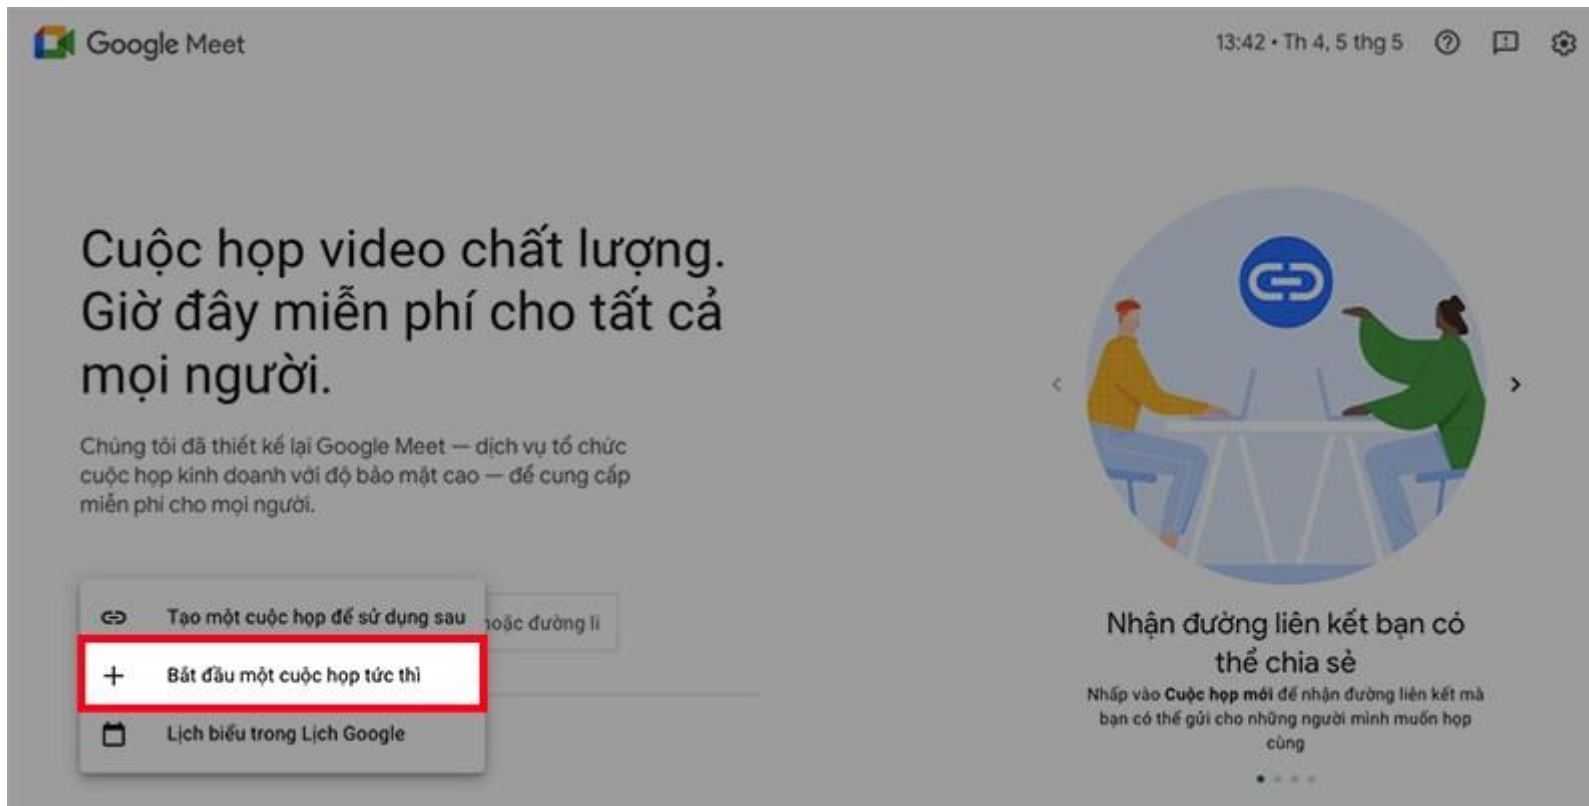 Google Meet
13:42 • Th 4, 5 thg 5
Cuộc họp video chất lượng.
Giờ đây miễn phí cho tất cả
mọi người.
Chúng tôi đã thiết kế lại Google Meet — dịch vụ tổ chức
cuộc họp kinh doanh với độ bảo mật cao — để cung cấp
miễn phí cho mọi người.
Tạo một cuộc họp để sử dụng sau
hoặc đường li
Bắt đầu một cuộc họp tức thì
Lịch biểu trong Lịch Google
Nhận đường liên kết bạn có
thể chia sẻ
Nhấp vào Cuộc họp mới để nhận đường liên kết mà
bạn có thể gửi cho những người mình muốn họp
cùng